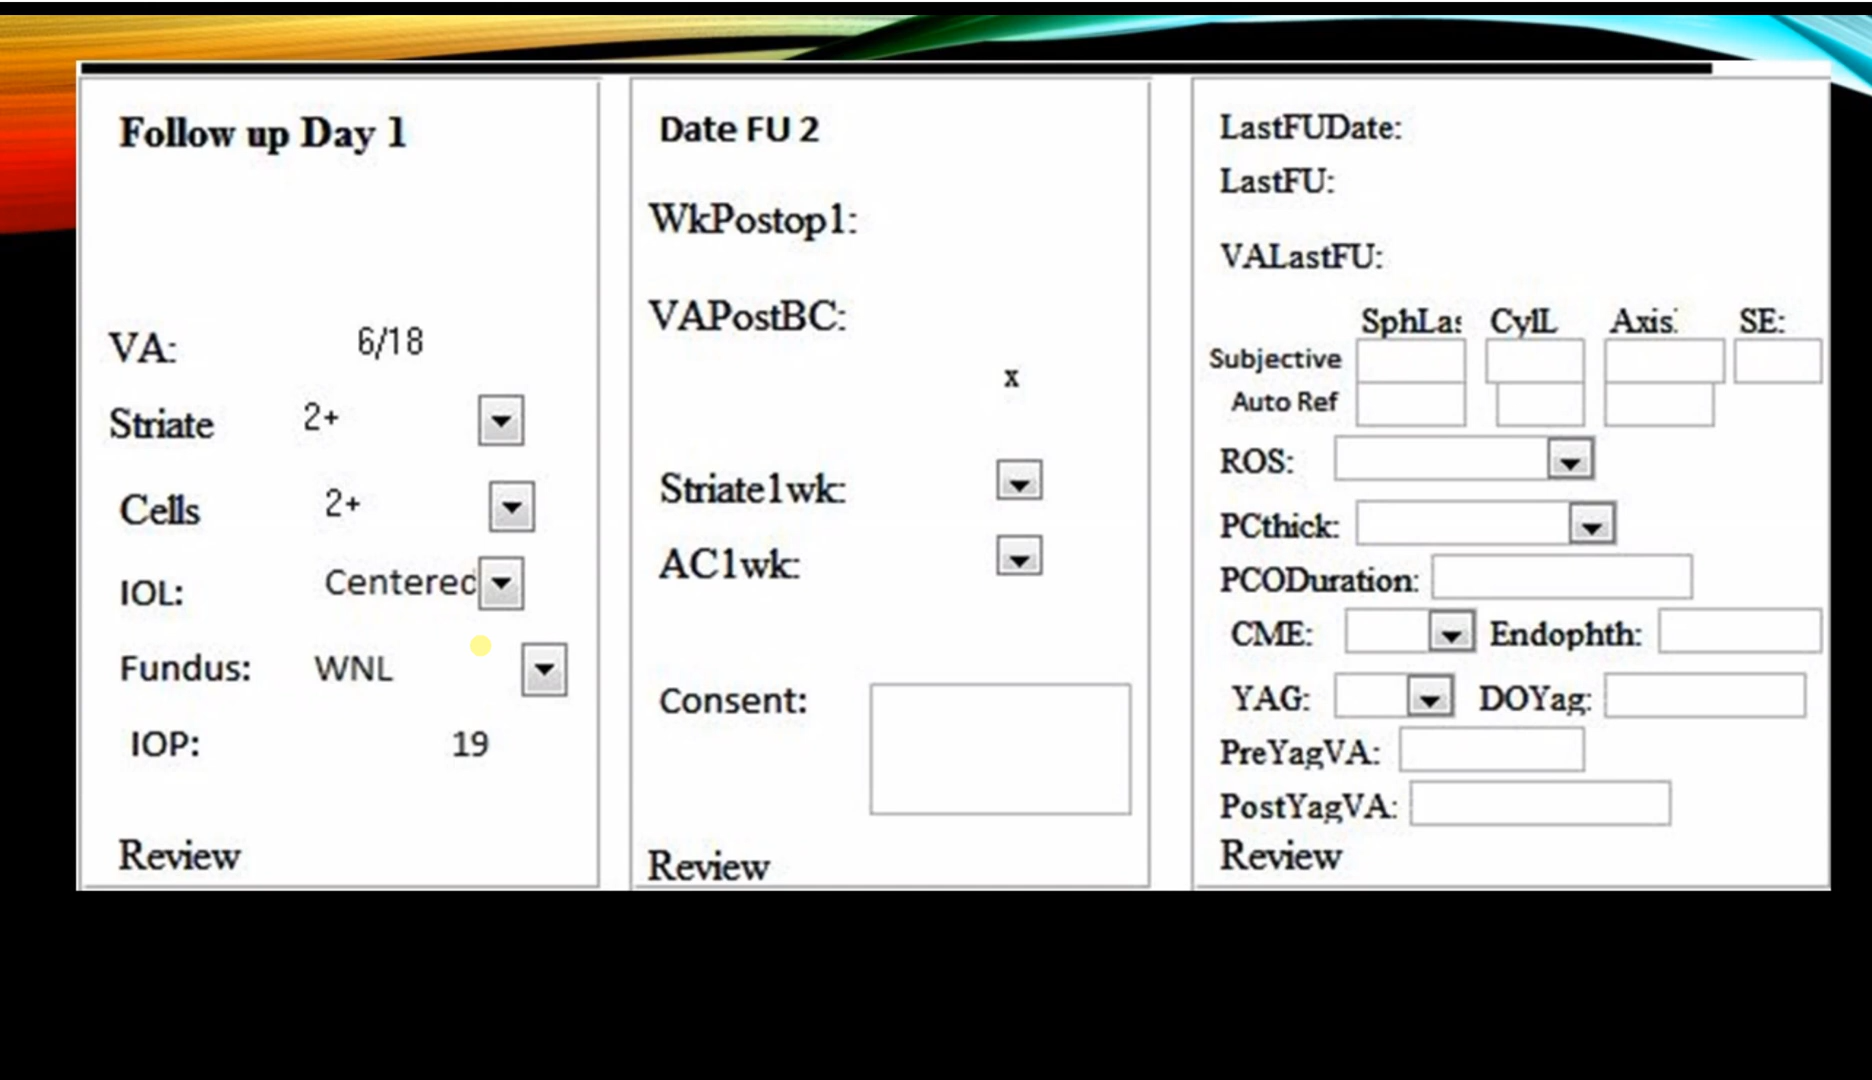 Follow up Day 1
VA: 6/18
Striate 2+
Cells 2+
IOL: Centered
Fundus: WNL
IOP: 19
Review
Date FU 2
WkPostop1:
VAPostBC:
x
Striate1wk:
AC1wk:
Consent:
Review
LastFUDate:
LastFU:
VALastFU:
SphLas CylL Axis SE:
Subjective
Auto Ref
ROS:
PCthick:
PCODuration:
CME: Endophth:
YAG: DOYag:
PreYagVA:
PostYagVA:
Review